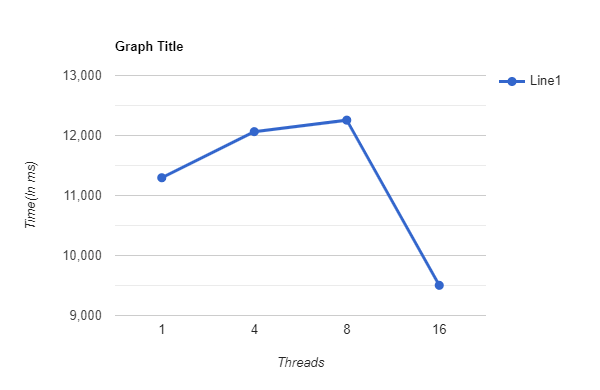 Graph Title
13,000
12,000
11,000
10,000
9,000
Time(In ms)
1 4 8 16
Threads
Line1